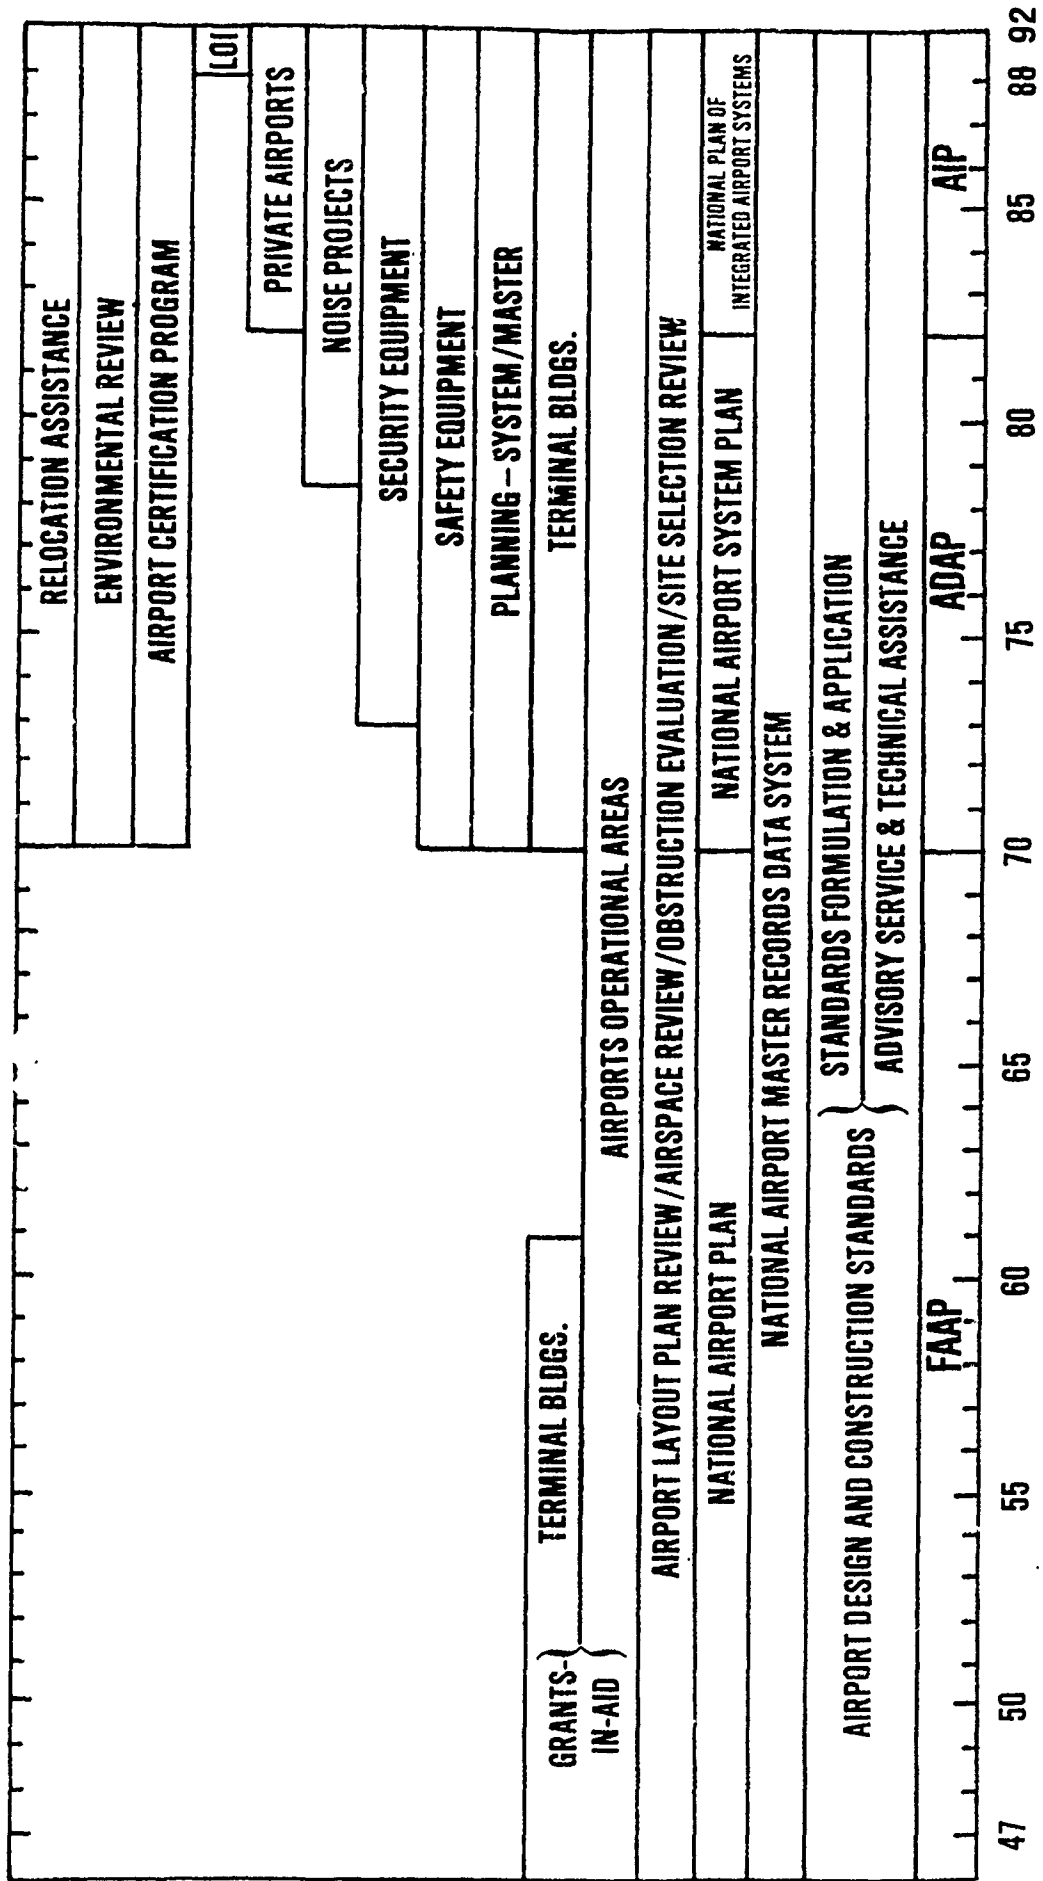 RELOCATION ASSISTANCE
ENVIRONMENTAL REVIEW
AIRPORT CERTIFICATION PROGRAM
LOI
PRIVATE AIRPORTS
NOISE PROJECTS
SECURITY EQUIPMENT
SAFETY EQUIPMENT
PLANNING – SYSTEM/MASTER
GRANTS-
IN-AID
TERMINAL BLDGS.
TERMINAL BLDGS.
AIRPORTS OPERATIONAL AREAS
AIRPORT LAYOUT PLAN REVIEW/AIRSPACE REVIEW/OBSTRUCTION EVALUATION/SITE SELECTION REVIEW
NATIONAL AIRPORT PLAN
NATIONAL AIRPORT SYSTEM PLAN
NATIONAL PLAN OF
INTEGRATED AIRPORT SYSTEMS
NATIONAL AIRPORT MASTER RECORDS DATA SYSTEM
AIRPORT DESIGN AND CONSTRUCTION STANDARDS
STANDARDS FORMULATION & APPLICATION
ADVISORY SERVICE & TECHNICAL ASSISTANCE
FAAP ADAP AIP
47 50 55 60 65 70 75 80 85 88 92